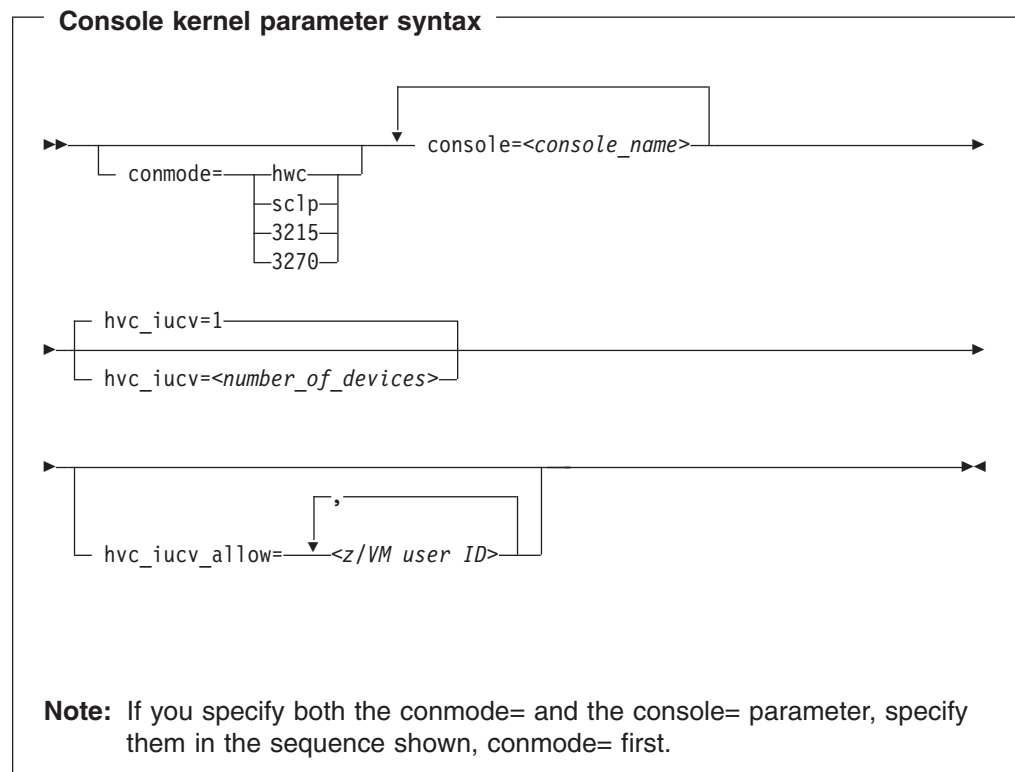 Console kernel parameter syntax
console=<console_name>
conmode= hwc
sclp
3215
3270
hvc_iucv=1
hvc_iucv=<number_of_devices>
,
hvc_iucv_allow= <z/VM user ID>
Note: If you specify both the conmode= and the console= parameter, specify
them in the sequence shown, conmode= first.